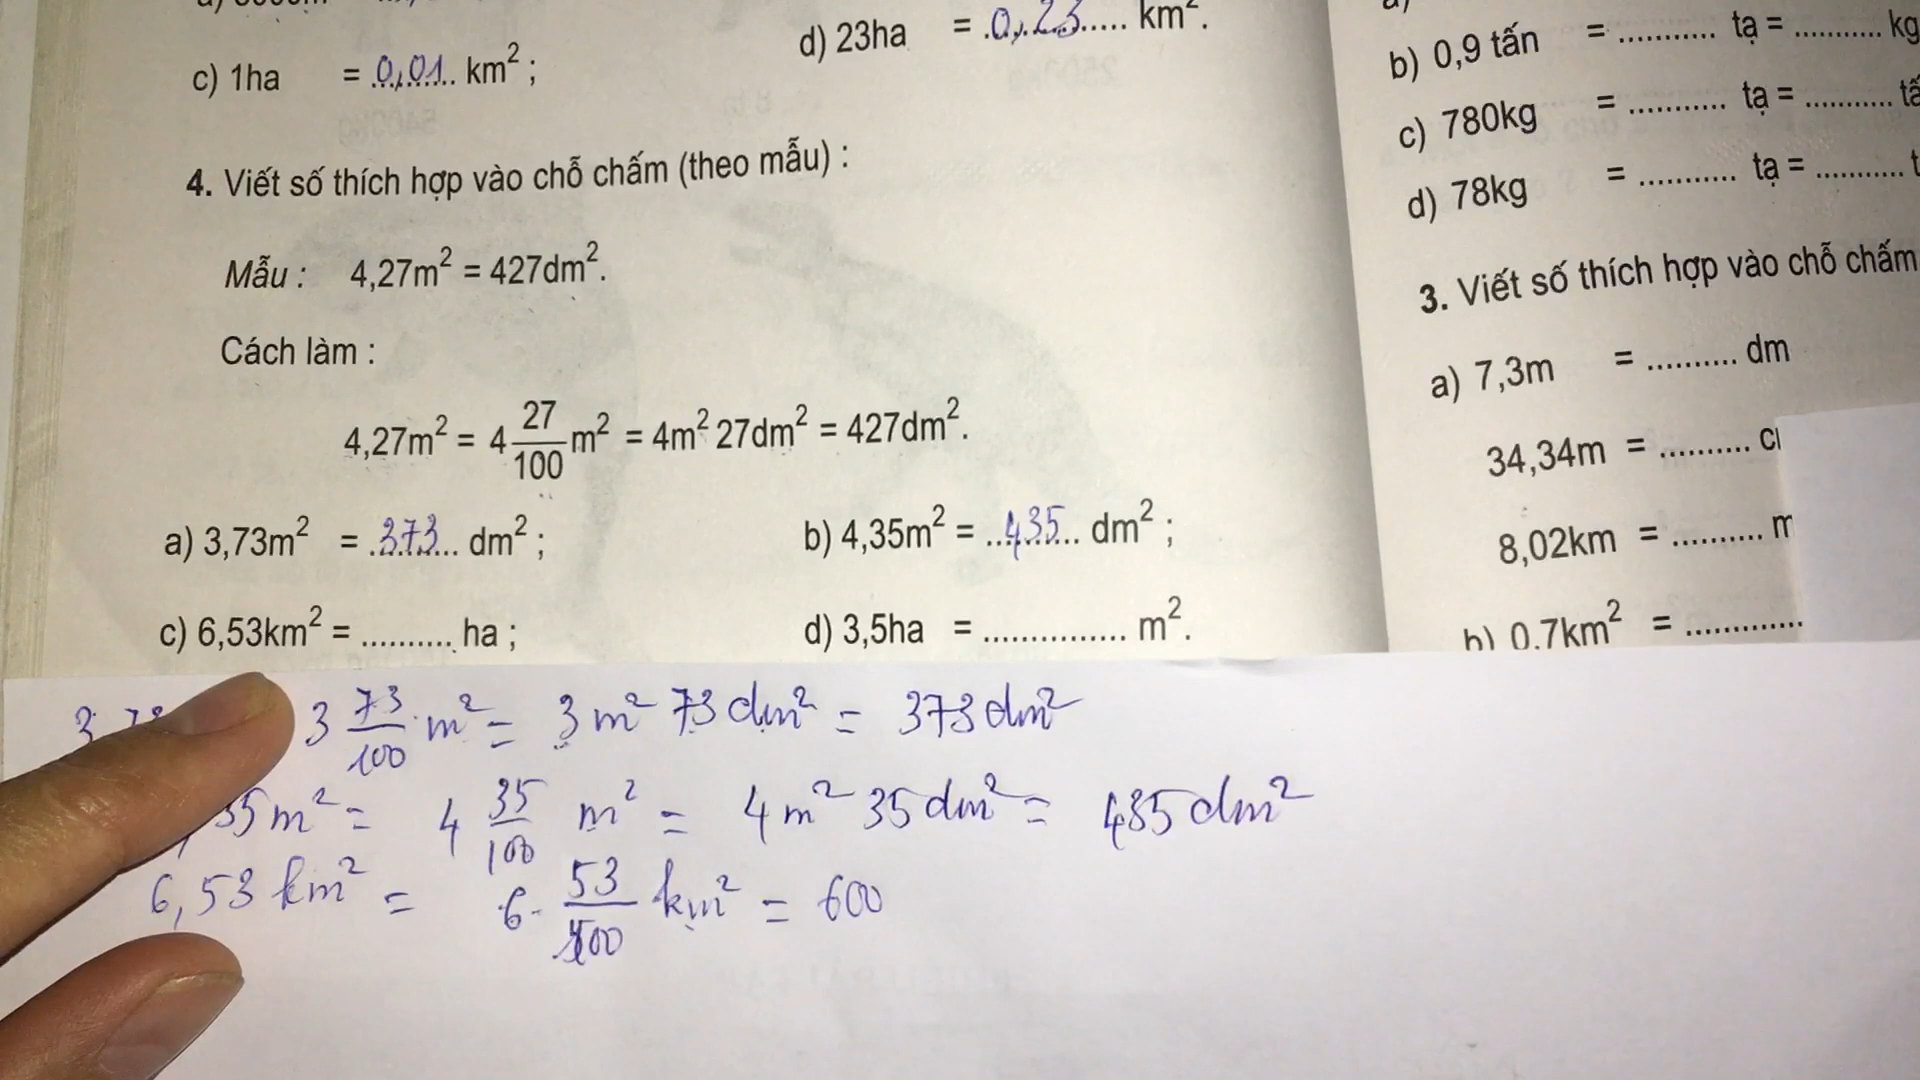 c) 1ha = 0,01 km² ;
d) 23ha = 0,23 km².
4. Viết số thích hợp vào chỗ chấm (theo mẫu) :
Mẫu : 4,27m² = 427dm².
Cách làm :
4,27m² = 4 27/100 m² = 4m² 27dm² = 427dm².
a) 3,73m² = 373 dm² ;
b) 4,35m² = 435 dm² ;
c) 6,53km² = .......... ha ;
d) 3,5ha = ............... m².
3 73/100 m² = 3m² 73dm² = 373dm²
35m² = 4 35/100 m² = 4m² 35dm² = 435dm²
6,53km² = 6 53/100 km² = 600
b) 0,9 tấn = ........... tạ = ........... kg
c) 780kg = ........... tạ = ...........
d) 78kg = ........... tạ = ...........
3. Viết số thích hợp vào chỗ chấm
a) 7,3m = .......... dm
34,34m = ..........
8,02km = ..........
b) 0,7km² = .............